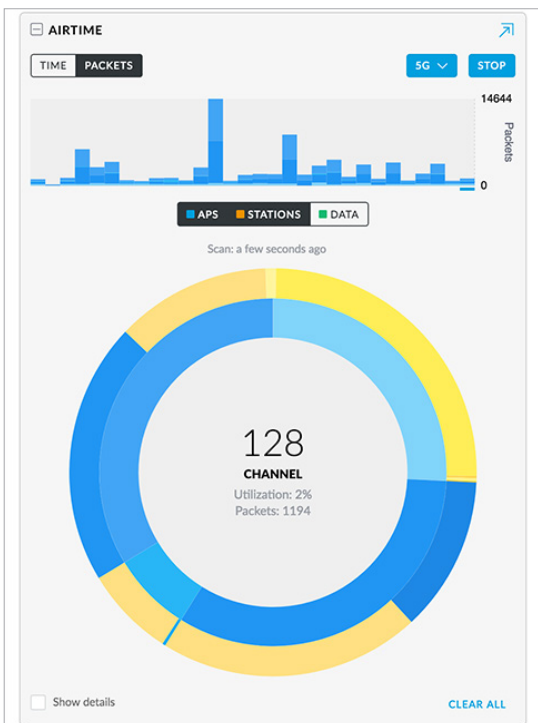 AIRTIME
TIME PACKETS 5G STOP
14644
Packets
0
APS STATIONS DATA
Scan: a few seconds ago
128
CHANNEL
Utilization: 2%
Packets: 1194
Show details CLEAR ALL